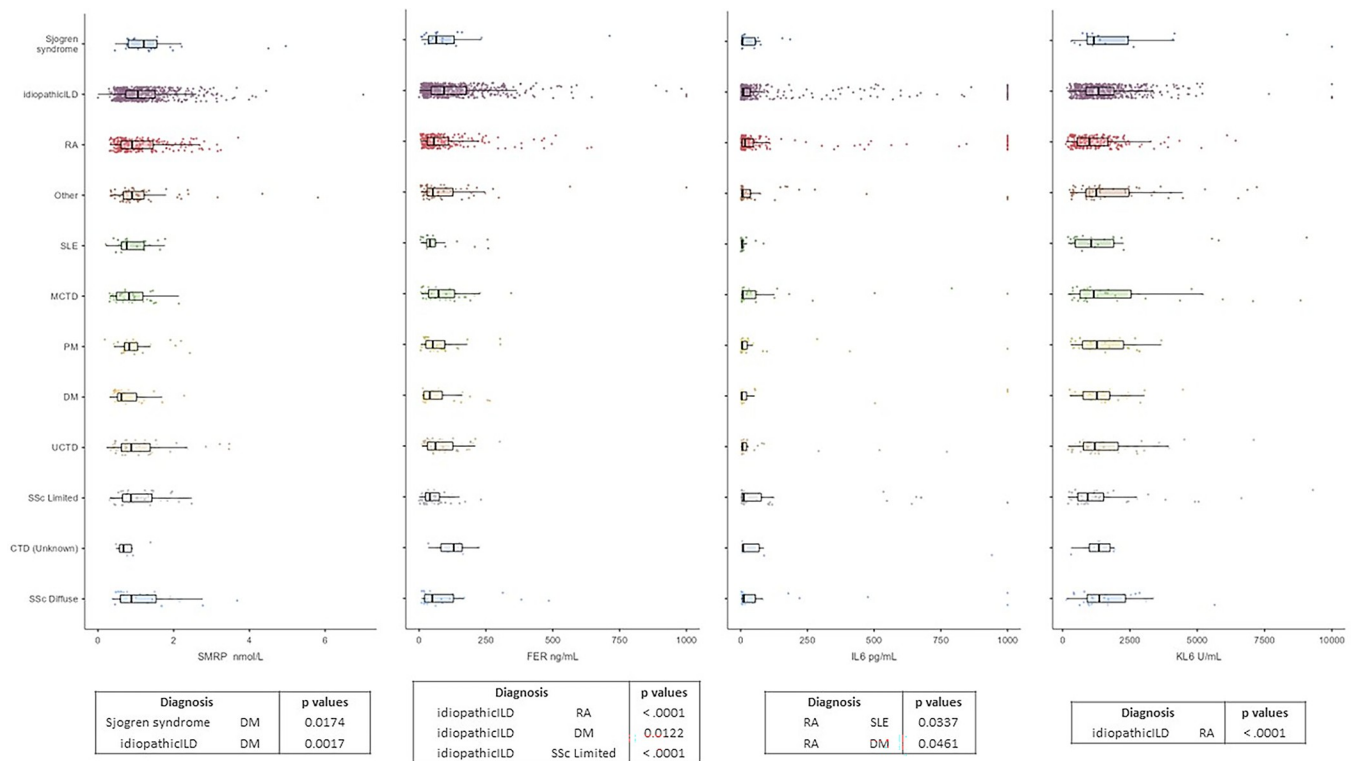 Sjogren
syndrome
idiopathicILD
RA
Other
SLE
MCTD
PM
DM
UCTD
SSc Limited
CTD (Unknown)
SSc Diffuse
0 2 4 6
SMRP nmol/L
0 250 500 750 1000
FER ng/mL
0 250 500 750 1000
IL6 pg/mL
0 2500 5000 7500 10000
KL6 U/mL
Diagnosis p values
Sjogren syndrome DM 0.0174
idiopathicILD DM 0.0017
Diagnosis p values
idiopathicILD RA <.0001
idiopathicILD DM 0.0122
idiopathicILD SSc Limited <.0001
Diagnosis p values
RA SLE 0.0337
RA DM 0.0461
Diagnosis p values
idiopathicILD RA <.0001